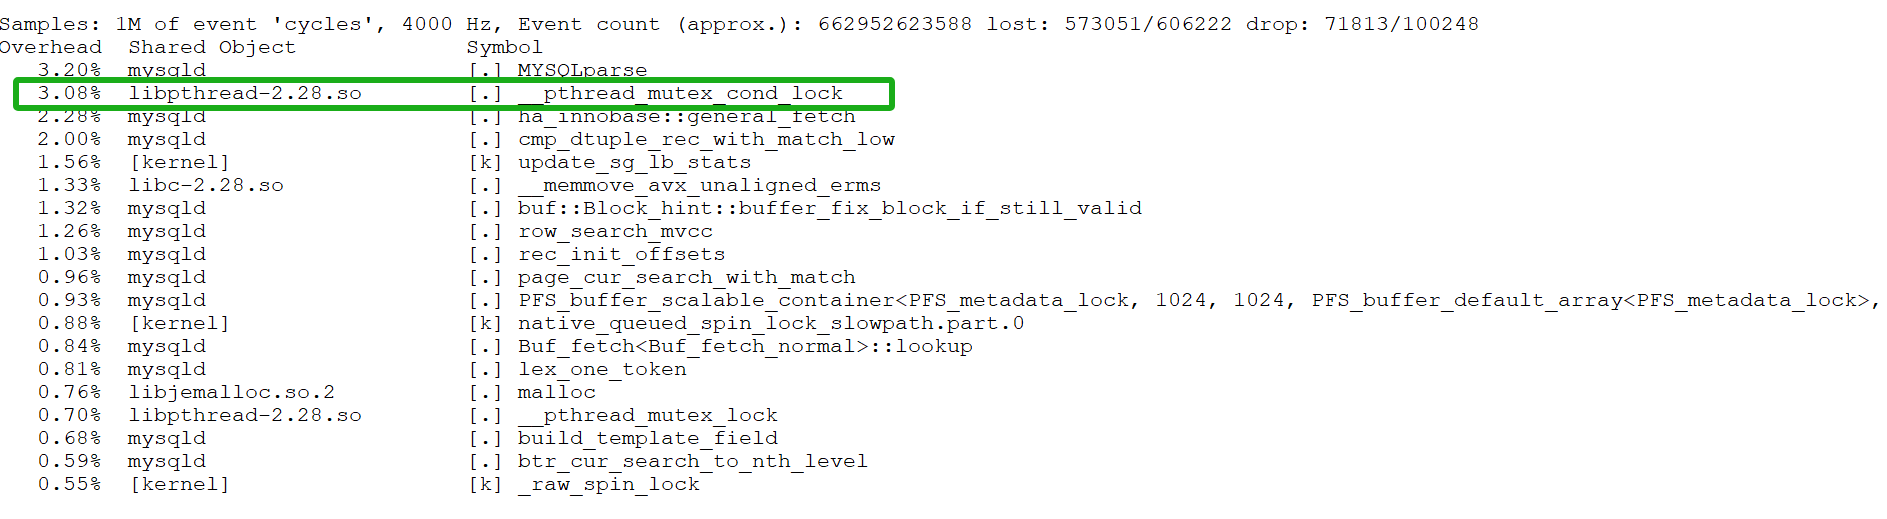 Samples: 1M of event 'cycles', 4000 Hz, Event count (approx.): 662952623588 lost: 573051/606222 drop: 71813/100248
Overhead  Shared Object             Symbol
   3.20%  mysqld                    [.] MYSQLparse
   3.08%  libpthread-2.28.so        [.] __pthread_mutex_cond_lock
   2.28%  mysqld                    [.] ha_innobase::general_fetch
   2.00%  mysqld                    [.] cmp_dtuple_rec_with_match_low
   1.56%  [kernel]                  [k] update_sg_lb_stats
   1.33%  libc-2.28.so              [.] __memmove_avx_unaligned_erms
   1.32%  mysqld                    [.] buf::Block_hint::buffer_fix_block_if_still_valid
   1.26%  mysqld                    [.] row_search_mvcc
   1.03%  mysqld                    [.] rec_init_offsets
   0.96%  mysqld                    [.] page_cur_search_with_match
   0.93%  mysqld                    [.] PFS_buffer_scalable_container<PFS_metadata_lock, 1024, 1024, PFS_buffer_default_array<PFS_metadata_lock>,
   0.88%  [kernel]                  [k] native_queued_spin_lock_slowpath.part.0
   0.84%  mysqld                    [.] Buf_fetch<Buf_fetch_normal>::lookup
   0.81%  mysqld                    [.] lex_one_token
   0.76%  libjemalloc.so.2          [.] malloc
   0.70%  libpthread-2.28.so        [.] __pthread_mutex_lock
   0.68%  mysqld                    [.] build_template_field
   0.59%  mysqld                    [.] btr_cur_search_to_nth_level
   0.55%  [kernel]                  [k] _raw_spin_lock